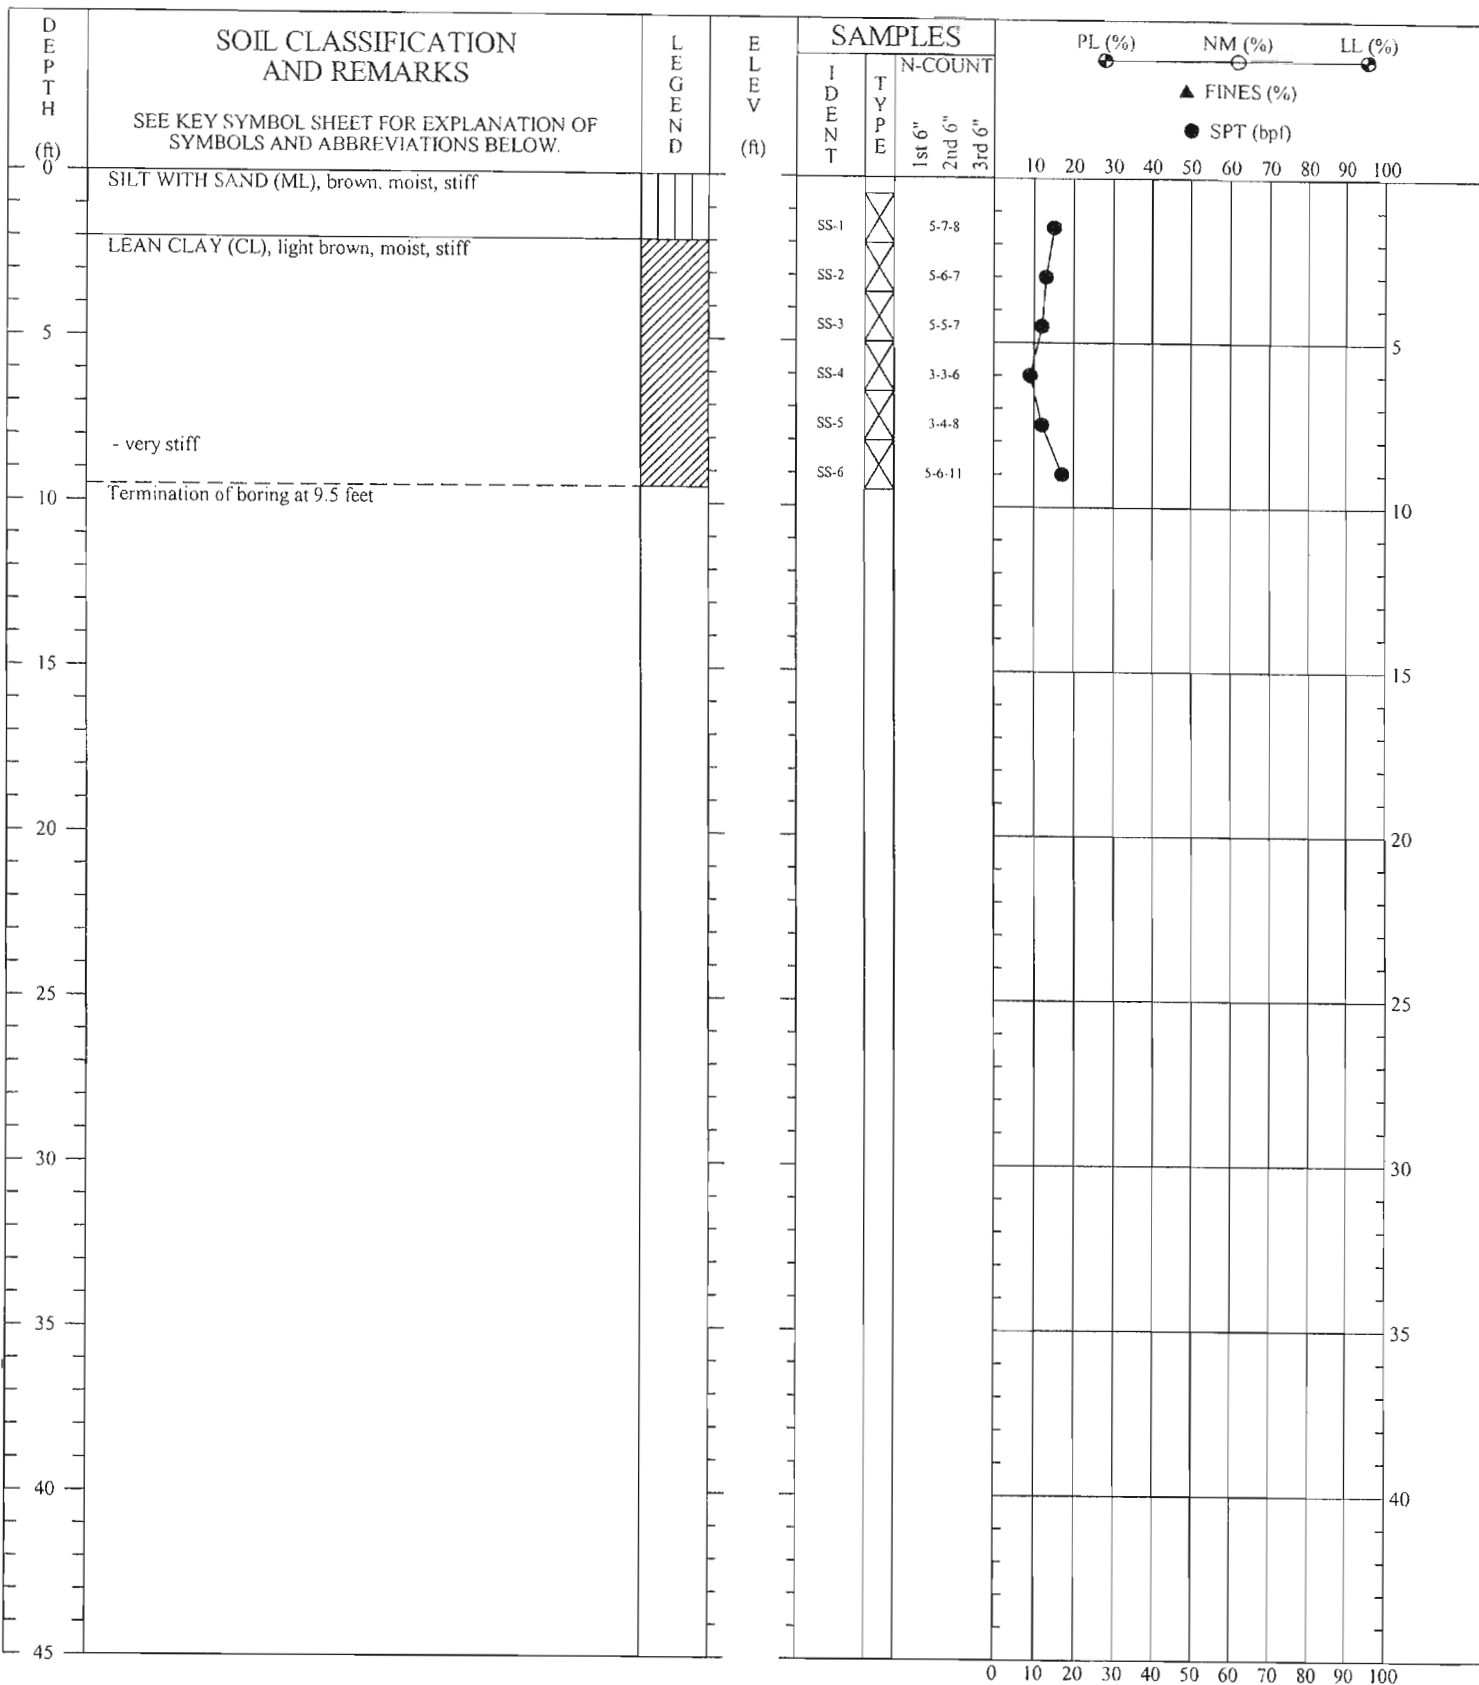 DEPTH
(ft)
SOIL CLASSIFICATION
AND REMARKS
SEE KEY SYMBOL SHEET FOR EXPLANATION OF
SYMBOLS AND ABBREVIATIONS BELOW.
LEGEND
ELEV
(ft)
SAMPLES
IDENT
TYPE
N-COUNT
1st 6"
2nd 6"
3rd 6"
PL (%) NM (%) LL (%)
▲ FINES (%)
● SPT (bpf)
10 20 30 40 50 60 70 80 90 100
0
SILT WITH SAND (ML), brown, moist, stiff
SS-1 5-7-8
LEAN CLAY (CL), light brown, moist, stiff
SS-2 5-6-7
SS-3 5-5-7
5 5
SS-4 3-3-6
SS-5 3-4-8
- very stiff
SS-6 5-6-11
10 Termination of boring at 9.5 feet 10
15 15
20 20
25 25
30 30
35 35
40 40
45
0 10 20 30 40 50 60 70 80 90 100